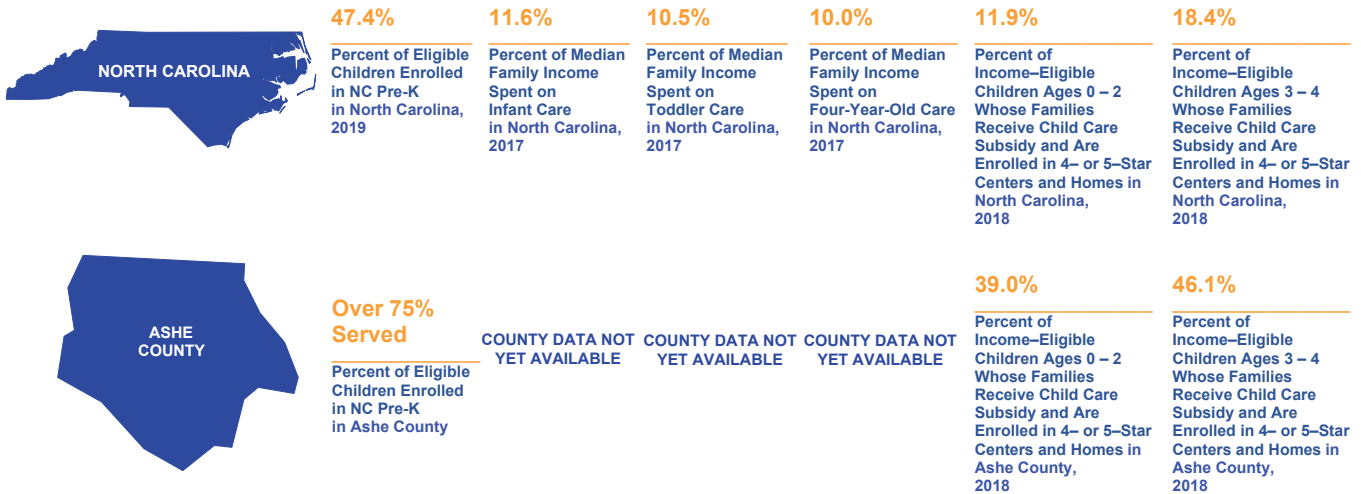 NORTH CAROLINA
47.4%
Percent of Eligible
Children Enrolled
in NC Pre-K
in North Carolina,
2019
11.6%
Percent of Median
Family Income
Spent on
Infant Care
in North Carolina,
2017
10.5%
Percent of Median
Family Income
Spent on
Toddler Care
in North Carolina,
2017
10.0%
Percent of Median
Family Income
Spent on
Four-Year-Old Care
in North Carolina,
2017
11.9%
Percent of
Income–Eligible
Children Ages 0 – 2
Whose Families
Receive Child Care
Subsidy and Are
Enrolled in 4– or 5–Star
Centers and Homes in
North Carolina,
2018
18.4%
Percent of
Income–Eligible
Children Ages 3 – 4
Whose Families
Receive Child Care
Subsidy and Are
Enrolled in 4– or 5–Star
Centers and Homes in
North Carolina,
2018
ASHE
COUNTY
Over 75%
Served
Percent of Eligible
Children Enrolled
in NC Pre-K
in Ashe County
COUNTY DATA NOT
YET AVAILABLE
COUNTY DATA NOT
YET AVAILABLE
COUNTY DATA NOT
YET AVAILABLE
39.0%
Percent of
Income–Eligible
Children Ages 0 – 2
Whose Families
Receive Child Care
Subsidy and Are
Enrolled in 4– or 5–Star
Centers and Homes in
Ashe County,
2018
46.1%
Percent of
Income–Eligible
Children Ages 3 – 4
Whose Families
Receive Child Care
Subsidy and Are
Enrolled in 4– or 5–Star
Centers and Homes in
Ashe County,
2018